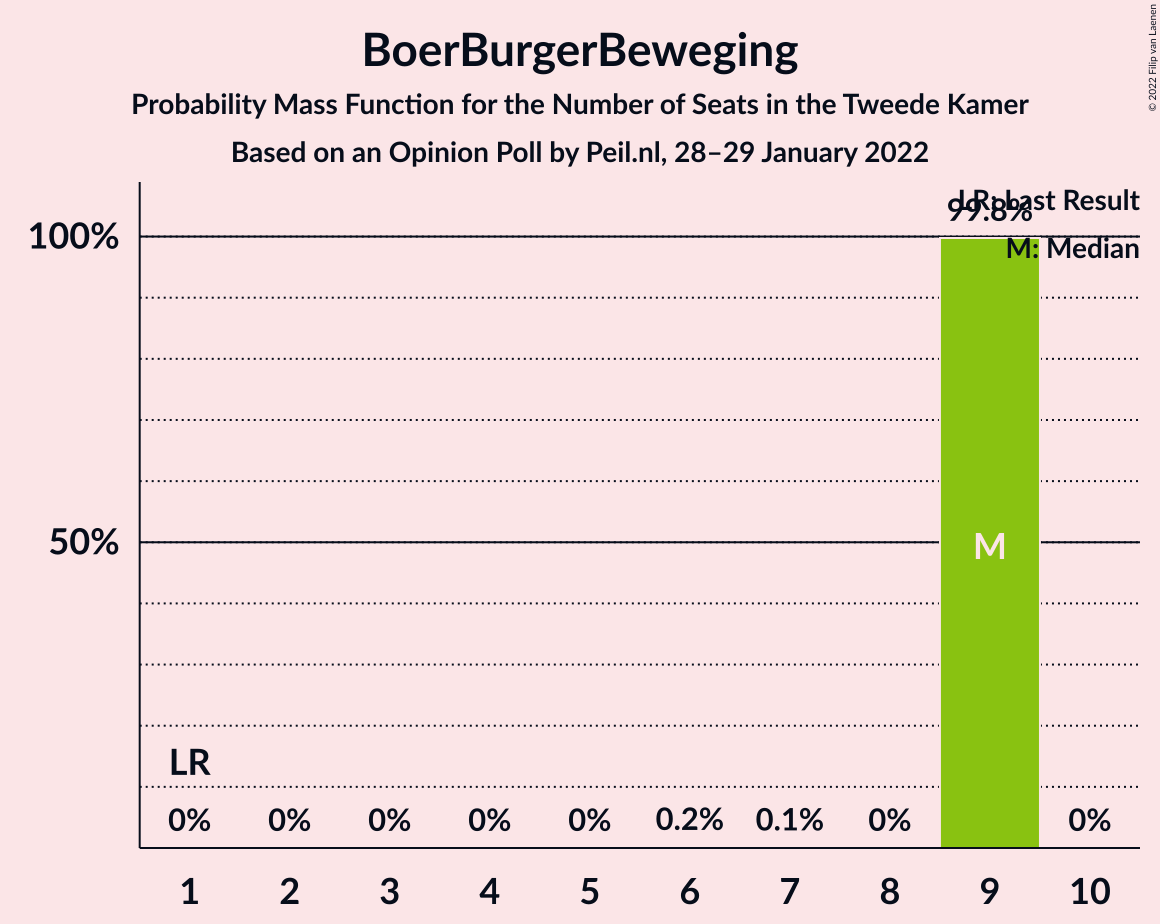 BoerBurgerBeweging
Probability Mass Function for the Number of Seats in the Tweede Kamer
Based on an Opinion Poll by Peil.nl, 28–29 January 2022
© 2022 Filip van Laenen
LR: Last Result
99.8%
M: Median
100%
50%
M
LR
0% 0% 0% 0% 0% 0.2% 0.1% 0% 0%
1 2 3 4 5 6 7 8 9 10